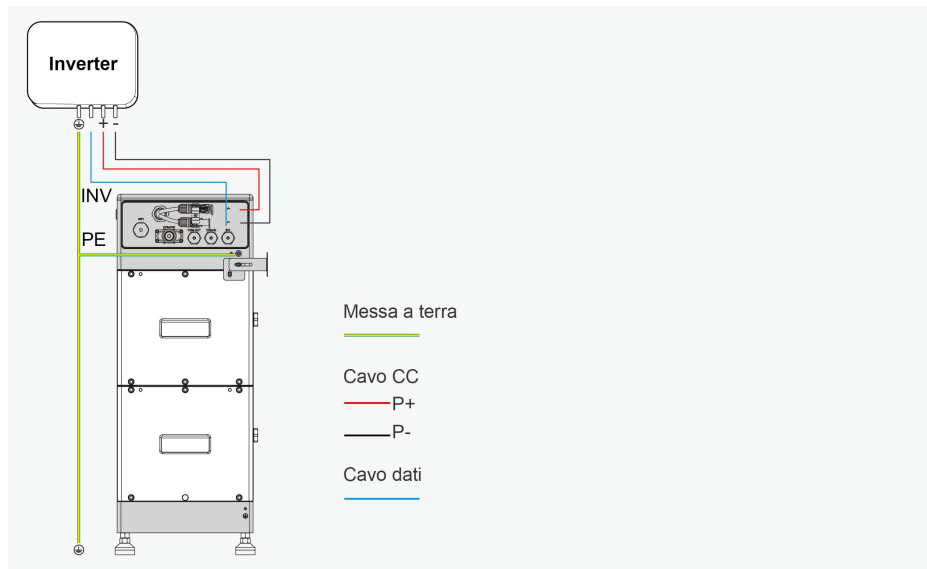 Inverter
+ -
INV
PE
Messa a terra
Cavo CC
P+
P-
Cavo dati